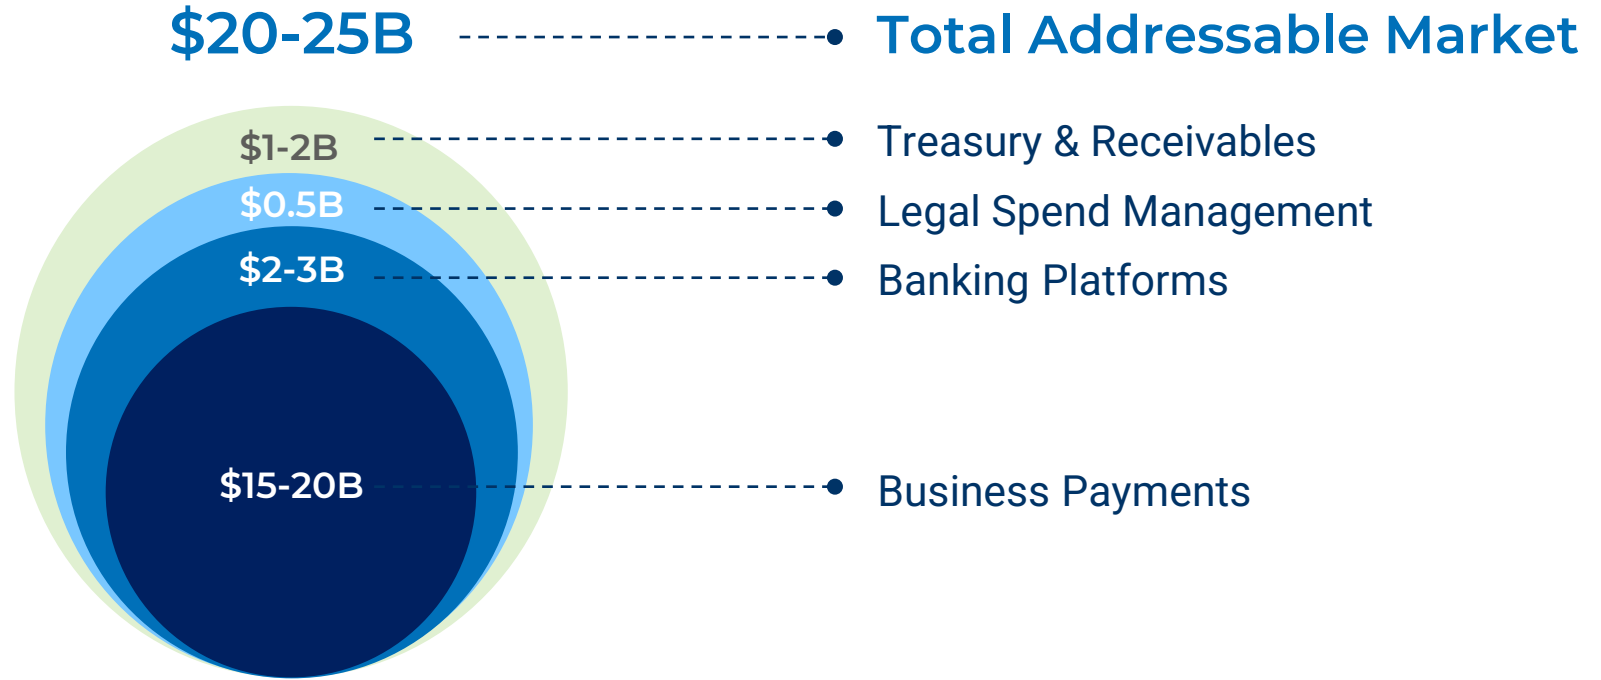 $20-25B Total Addressable Market
$1-2B Treasury & Receivables
$0.5B Legal Spend Management
$2-3B Banking Platforms
$15-20B Business Payments